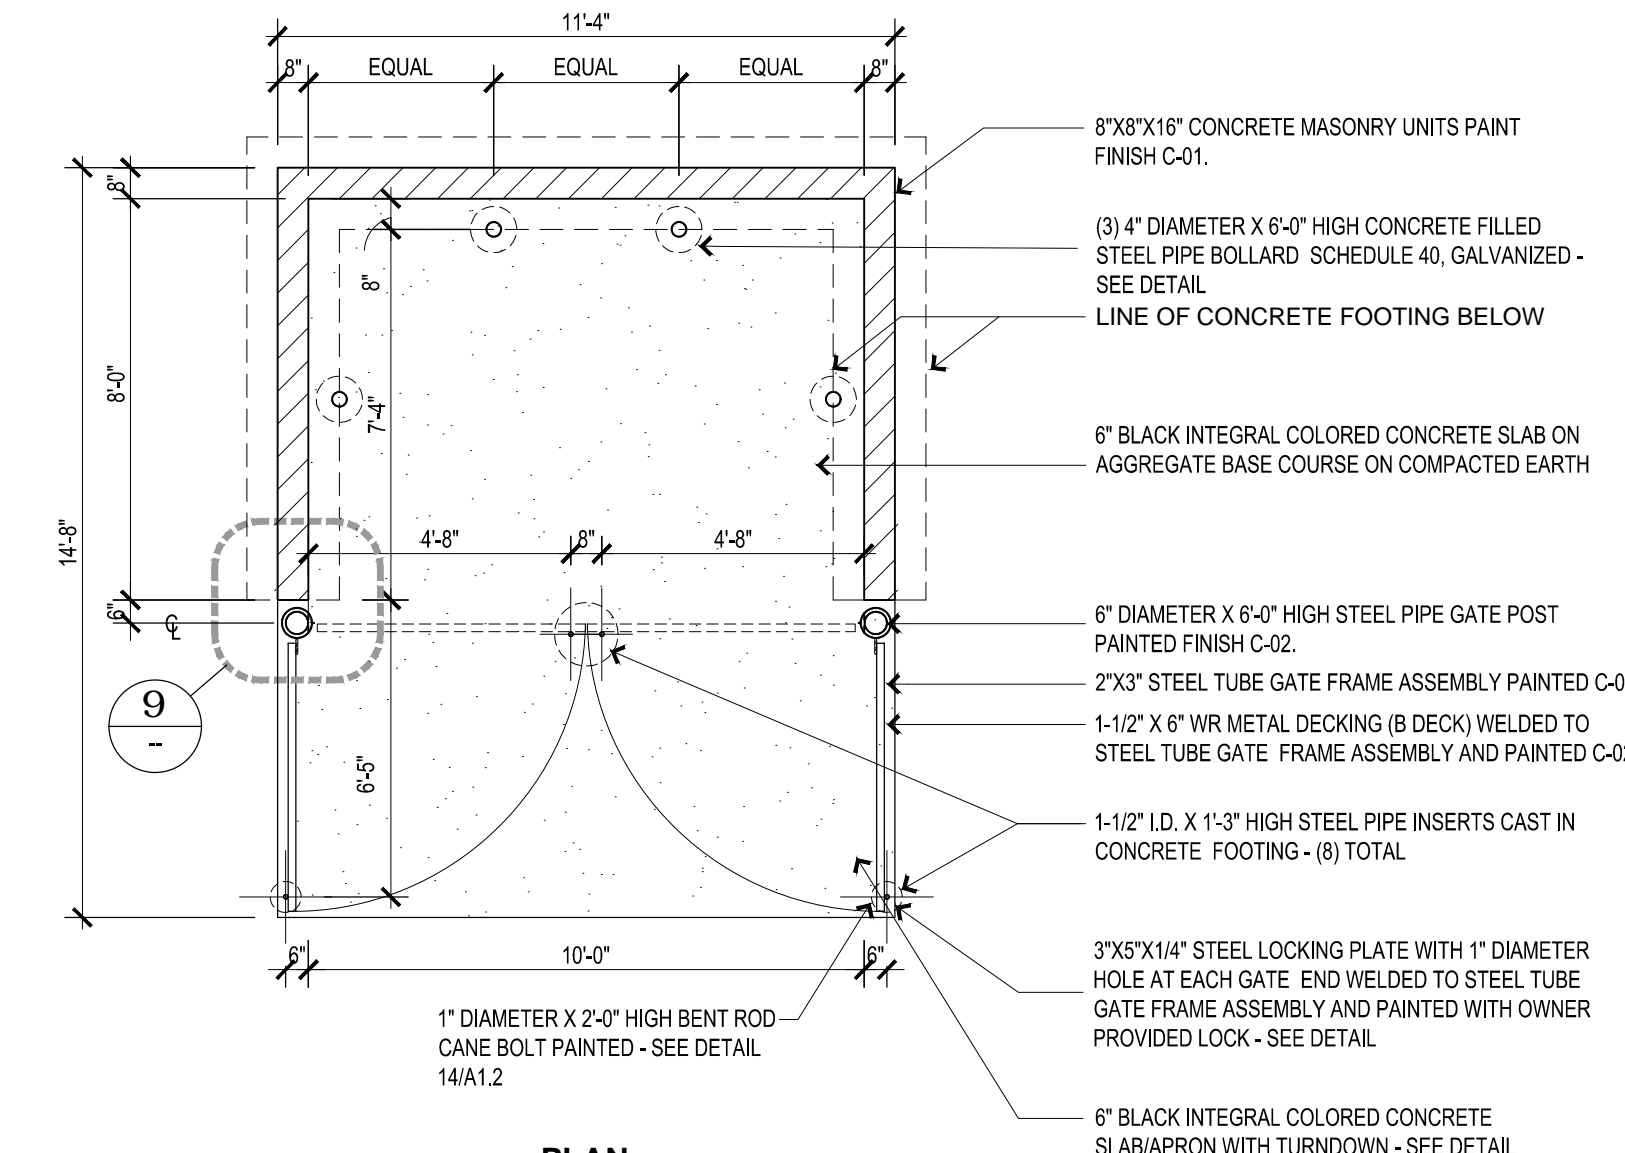 11'-4"
8"
EQUAL
EQUAL
EQUAL
8"
8"X8"X16" CONCRETE MASONRY UNITS PAINT
FINISH C-01.
8"
(3) 4" DIAMETER X 6'-0" HIGH CONCRETE FILLED
STEEL PIPE BOLLARD SCHEDULE 40, GALVANIZED -
SEE DETAIL
8"
LINE OF CONCRETE FOOTING BELOW
8'-0"
7'-4"
6" BLACK INTEGRAL COLORED CONCRETE SLAB ON
AGGREGATE BASE COURSE ON COMPACTED EARTH
14'-8"
4'-8"
8"
4'-8"
6"
℄
6" DIAMETER X 6'-0" HIGH STEEL PIPE GATE POST
PAINTED FINISH C-02.
2"X3" STEEL TUBE GATE FRAME ASSEMBLY PAINTED C-0
9
--
1-1/2" X 6" WR METAL DECKING (B DECK) WELDED TO
STEEL TUBE GATE FRAME ASSEMBLY AND PAINTED C-02
6'-5"
1-1/2" I.D. X 1'-3" HIGH STEEL PIPE INSERTS CAST IN
CONCRETE FOOTING - (8) TOTAL
6"
10'-0"
6"
3"X5"X1/4" STEEL LOCKING PLATE WITH 1" DIAMETER
HOLE AT EACH GATE END WELDED TO STEEL TUBE
GATE FRAME ASSEMBLY AND PAINTED WITH OWNER
PROVIDED LOCK - SEE DETAIL
1" DIAMETER X 2'-0" HIGH BENT ROD
CANE BOLT PAINTED - SEE DETAIL
14/A1.2
6" BLACK INTEGRAL COLORED CONCRETE
SLAB/APRON WITH TURNDOWN - SEE DETAIL
PLAN